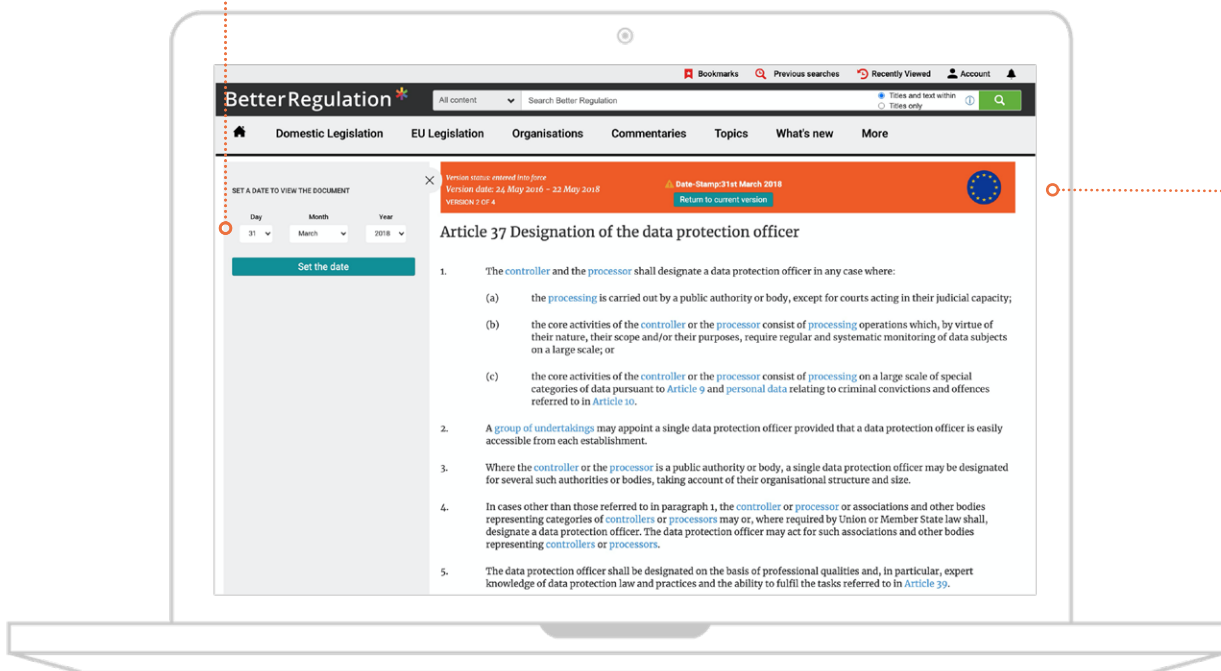 Bookmarks Previous searches Recently Viewed Account
BetterRegulation All content Search Better Regulation Titles and text within
Titles only
Domestic Legislation EU Legislation Organisations Commentaries Topics What's new More
SET A DATE TO VIEW THE DOCUMENT
Day Month Year
31 March 2018
Set the date
Version status: entered into force
Version date: 24 May 2016 - 22 May 2018
VERSION 2 OF 4
Date-Stamp:31st March 2018
Return to current version
Article 37 Designation of the data protection officer
1. The controller and the processor shall designate a data protection officer in any case where:
(a) the processing is carried out by a public authority or body, except for courts acting in their judicial capacity;
(b) the core activities of the controller or the processor consist of processing operations which, by virtue of
their nature, their scope and/or their purposes, require regular and systematic monitoring of data subjects
on a large scale; or
(c) the core activities of the controller or the processor consist of processing on a large scale of special
categories of data pursuant to Article 9 and personal data relating to criminal convictions and offences
referred to in Article 10.
2. A group of undertakings may appoint a single data protection officer provided that a data protection officer is easily
accessible from each establishment.
3. Where the controller or the processor is a public authority or body, a single data protection officer may be designated
for several such authorities or bodies, taking account of their organisational structure and size.
4. In cases other than those referred to in paragraph 1, the controller or processor or associations and other bodies
representing categories of controllers or processors may or, where required by Union or Member State law shall,
designate a data protection officer. The data protection officer may act for such associations and other bodies
representing controllers or processors.
5. The data protection officer shall be designated on the basis of professional qualities and, in particular, expert
knowledge of data protection law and practices and the ability to fulfil the tasks referred to in Article 39.